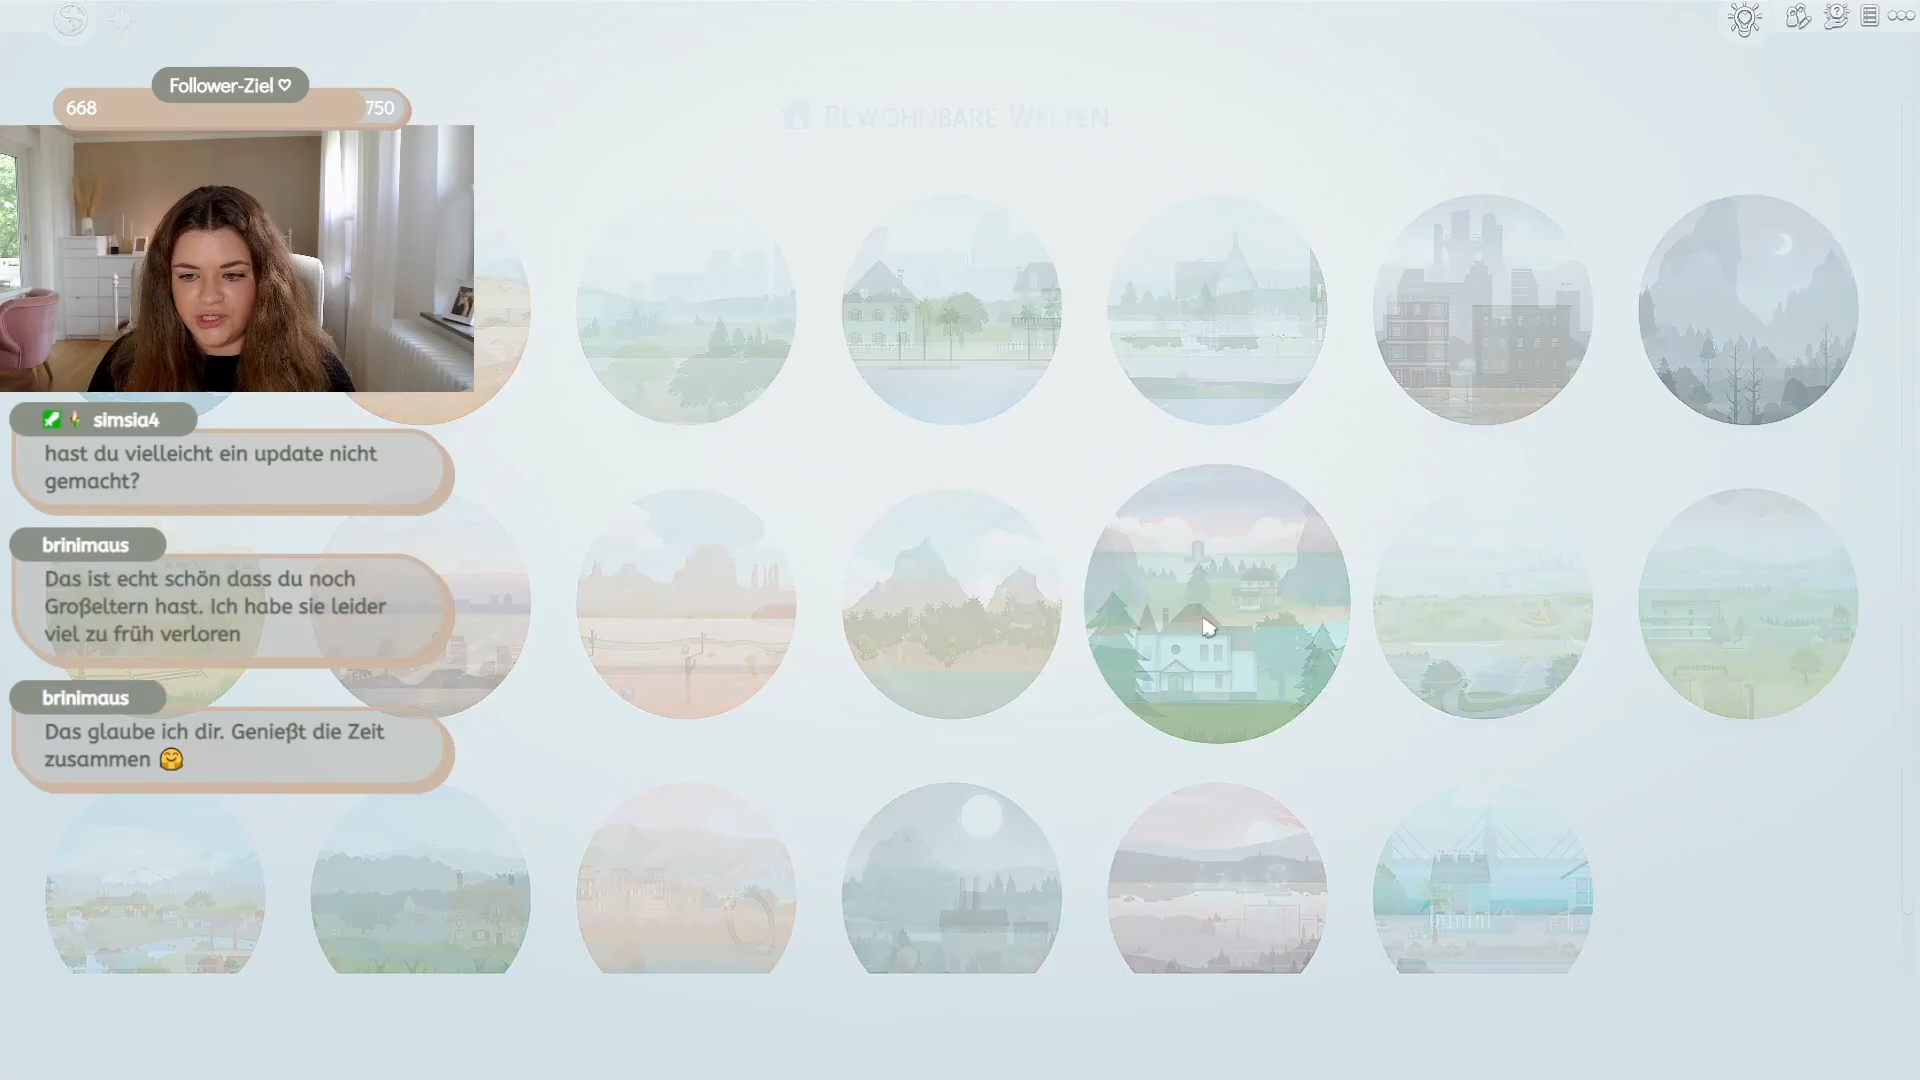 Follower-Ziel ♡
668
750
BEWOHNBARE WELTEN
simsia4
hast du vielleicht ein update nicht
gemacht?
brinimaus
Das ist echt schön dass du noch
Großeltern hast. Ich habe sie leider
viel zu früh verloren
brinimaus
Das glaube ich dir. Genießt die Zeit
zusammen 🤗